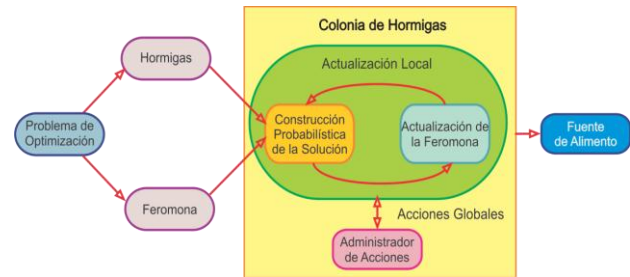 Colonia de Hormigas
Hormigas
Actualización Local
Problema de
Optimización
Construcción
Probabilística
de la Solución
Actualización de
la Feromona
Fuente
de Alimento
Feromona
Acciones Globales
Administrador
de Acciones